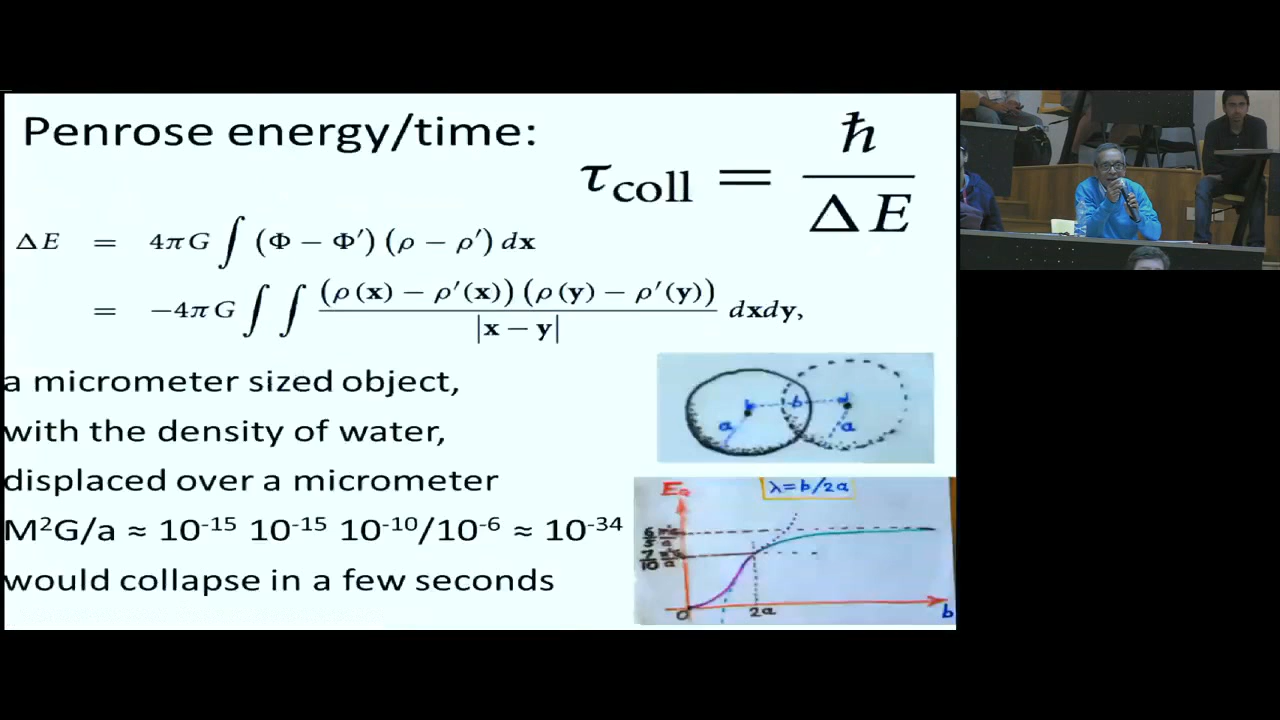 Penrose energy/time:
τcoll = ħ / ΔE
ΔE = 4πG ∫ (Φ − Φ′) (ρ − ρ′) dx
= −4πG ∫ ∫ (ρ(x) − ρ′(x)) (ρ(y) − ρ′(y)) / |x − y| dxdy,
a micrometer sized object,
with the density of water,
displaced over a micrometer
M²G/a ≈ 10⁻¹⁵ 10⁻¹⁵ 10⁻¹⁰/10⁻⁶ ≈ 10⁻³⁴
would collapse in a few seconds
b
a
a
λ=b/2a
0
2a
b